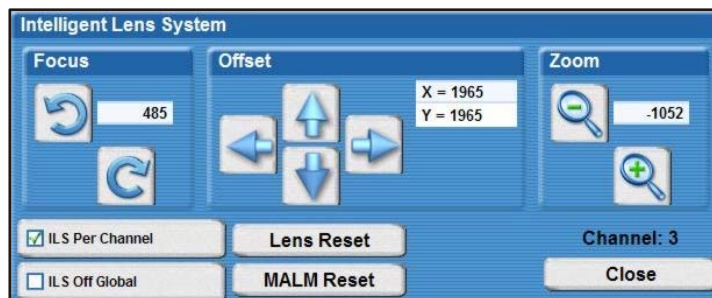 Intelligent Lens System
Focus
Offset
Zoom
485
X = 1965
Y = 1965
-1052
ILS Per Channel
Lens Reset
Channel: 3
ILS Off Global
MALM Reset
Close